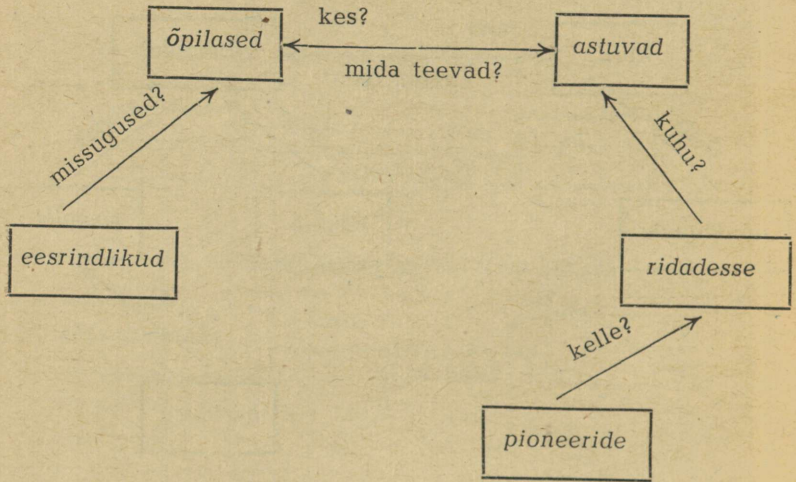 kes?
õpilased
astuvad
mida teevad?
missugused?
kuhu?
eesrindlikud
ridadesse
kelle?
pioneeride